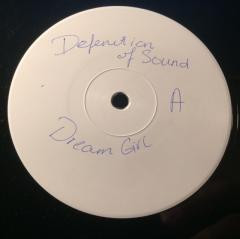 Defenition
of Sound
A
Dream Girl